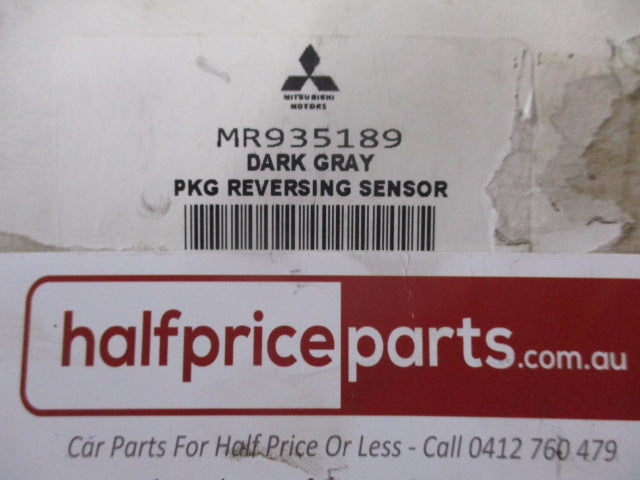 MITSUBISHI
MOTORS
MR935189
DARK GRAY
PKG REVERSING SENSOR
halfpriceparts.com.au
Car Parts For Half Price Or Less - Call 0412 760 479